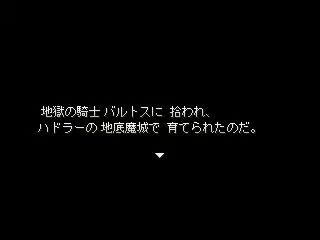 地獄の騎士 バルトスに 拾われ、
ハドラーの 地底魔城で 育てられたのだ。